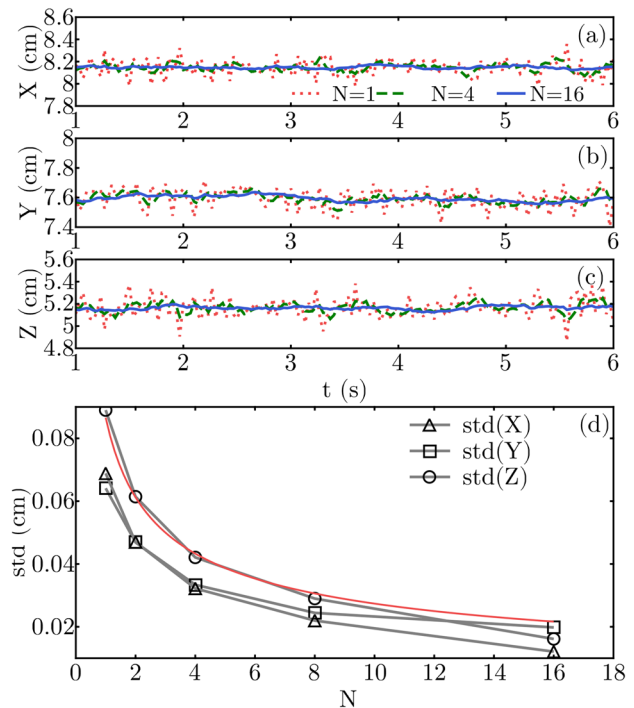 8.6
8.4
8.2
8
7.8
X (cm)
(a)
N=1 N=4 N=16
1 2 3 4 5 6
8
7.8
7.6
7.4
Y (cm)
(b)
1 2 3 4 5 6
5.6
5.4
5.2
5
4.8
Z (cm)
(c)
1 2 3 4 5 6
t (s)
0.08
0.06
0.04
0.02
std (cm)
(d)
std(X)
std(Y)
std(Z)
0 2 4 6 8 10 12 14 16 18
N